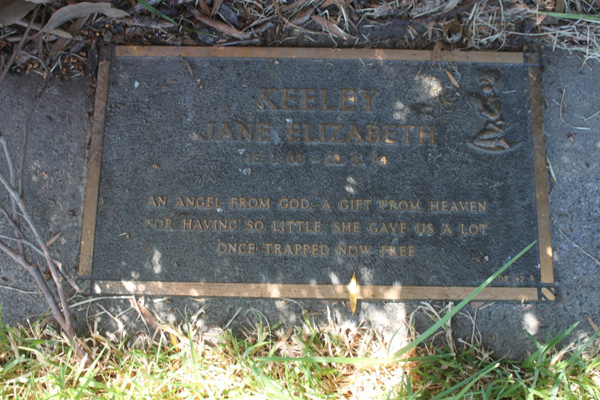 KEELEY
JANE ELIZABETH
AN ANGEL FROM GOD, A GIFT FROM HEAVEN
FOR HAVING SO LITTLE, SHE GAVE US A LOT
ONCE TRAPPED NOW FREE